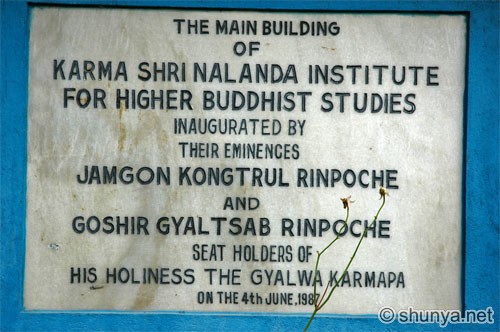 THE MAIN BUILDING
OF
KARMA SHRI NALANDA INSTITUTE
FOR HIGHER BUDDHIST STUDIES
INAUGURATED BY
THEIR EMINENCES
JAMGON KONGTRUL RINPOCHE
AND
GOSHIR GYALTSAB RINPOCHE
SEAT HOLDERS OF
HIS HOLINESS THE GYALWA KARMAPA
ON THE 4TH JUNE, 1987
© shunya.net